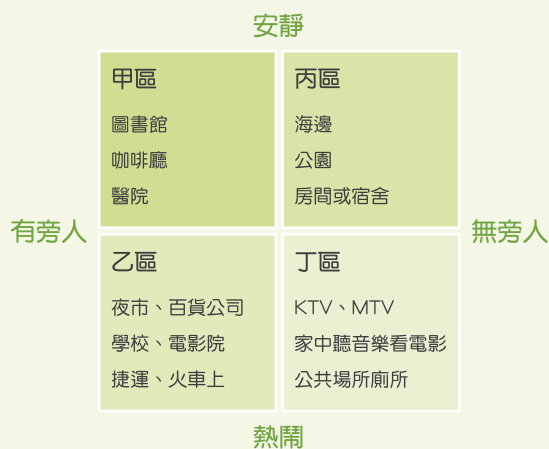 安靜
甲區
圖書館
咖啡廳
醫院
丙區
海邊
公園
房間或宿舍
有旁人
無旁人
乙區
夜市、百貨公司
學校、電影院
捷運、火車上
丁區
KTV、MTV
家中聽音樂看電影
公共場所廁所
熱鬧